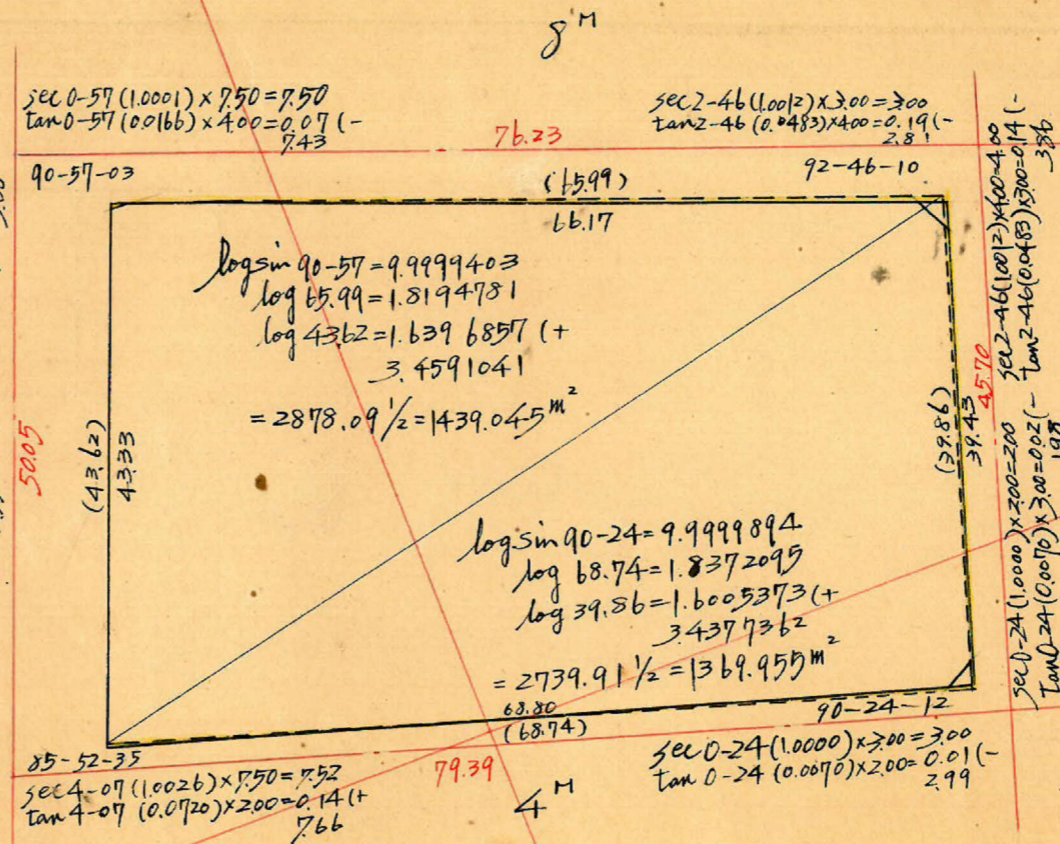 8M
sec 0-57 (1.0001) × 7.50 = 7.50
tan 0-57 (0.0166) × 4.00 = 0.07 (-
7.43
76.23
sec 2-46 (1.0012) × 3.00 = 3.00
tan 2-46 (0.0483) × 4.00 = 0.19 (-
2.81
90-57-03
92-46-10
(65.99)
66.17
logsin 90-57 = 9.9999403
log 65.99 = 1.8194781
log 43.62 = 1.639 6857 (+
3.4591041
= 2878.09 1/2 = 1439.045 m²
50.05
(43.62)
43.33
logsin 90-24 = 9.9999894
log 68.74 = 1.8372095
log 39.86 = 1.6005373 (+
3.4377362
= 2739.91 1/2 = 1369.955 m²
(39.86)
39.43
45.70
sec 2-46 (1.0012) × 4.00 = 4.00
tan 2-46 (0.0483) × 3.00 = 0.14 (-
3.86
sec 0-24 (1.0000) × 2.00 = 2.00
tan 0-24 (0.0070) × 3.00 = 0.02 (-
1.98
68.80
(68.74)
90-24-12
85-52-35
sec 4-07 (1.0026) × 7.50 = 7.52
tan 4-07 (0.0720) × 2.00 = 0.14 (+
7.66
79.39
4M
sec 0-24 (1.0000) × 3.00 = 3.00
tan 0-24 (0.0070) × 2.00 = 0.01 (-
2.99